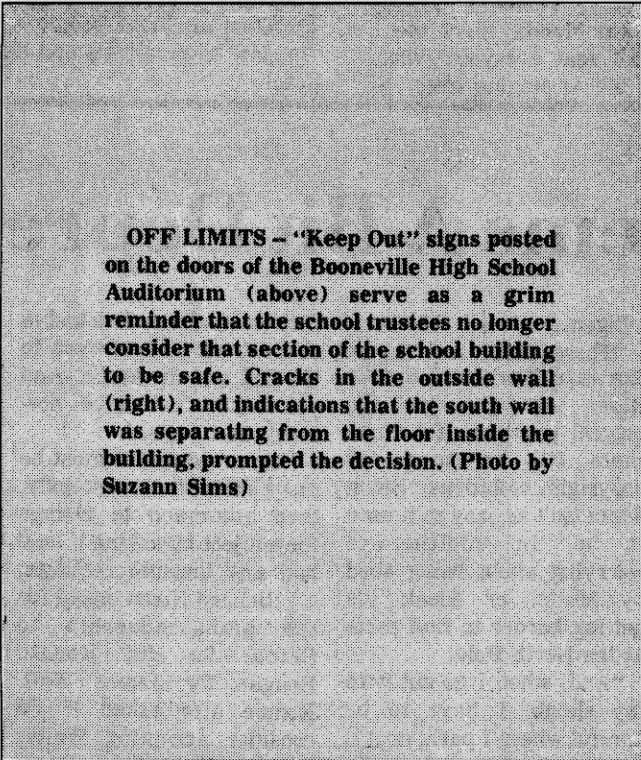 OFF LIMITS – "Keep Out" signs posted
on the doors of the Booneville High School
Auditorium (above) serve as a grim
reminder that the school trustees no longer
consider that section of the school building
to be safe. Cracks in the outside wall
(right), and indications that the south wall
was separating from the floor inside the
building, prompted the decision. (Photo by
Suzann Sims)